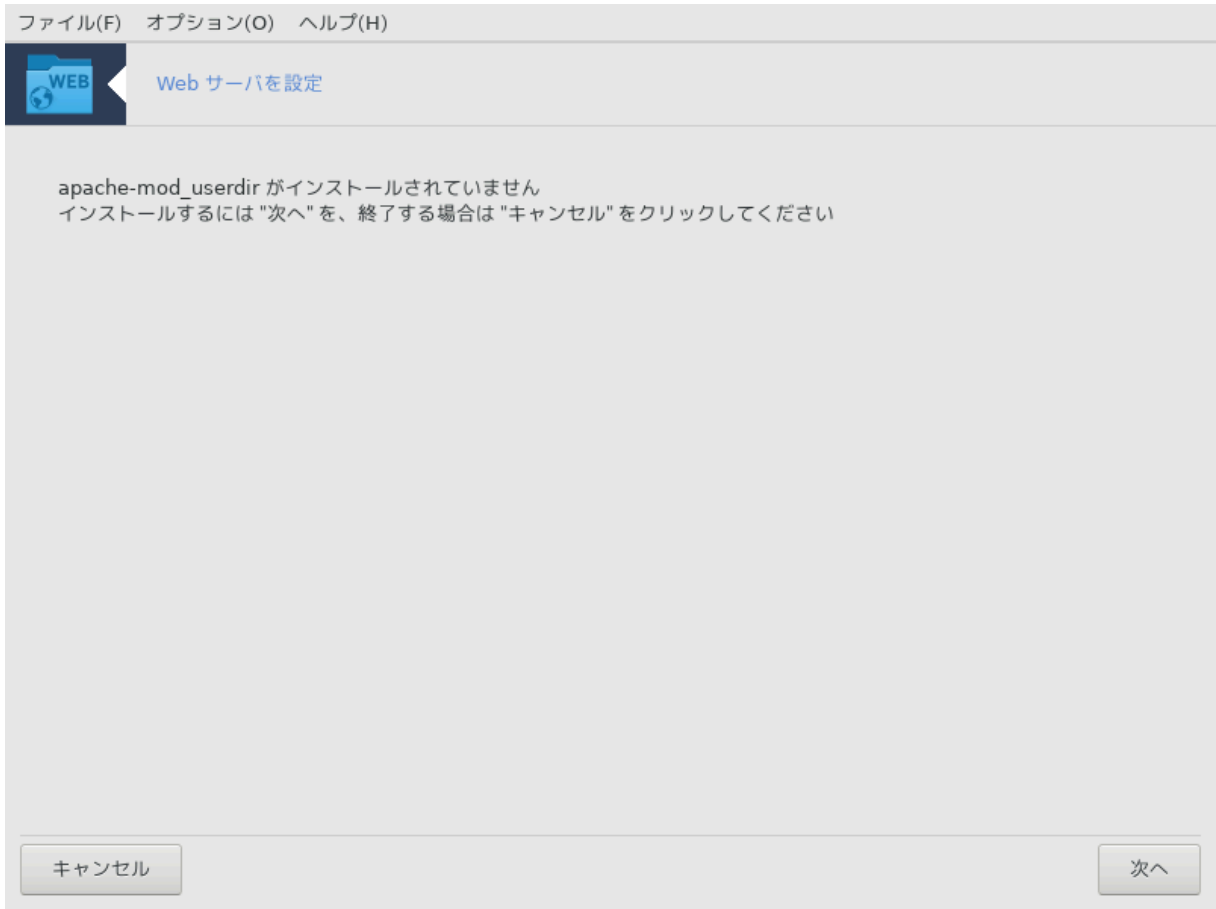 ファイル(F) オプション(O) ヘルプ(H)
WEB
Web サーバを設定
apache-mod_userdir がインストールされていません
インストールするには "次へ" を、終了する場合は "キャンセル" をクリックしてください
キャンセル 次へ